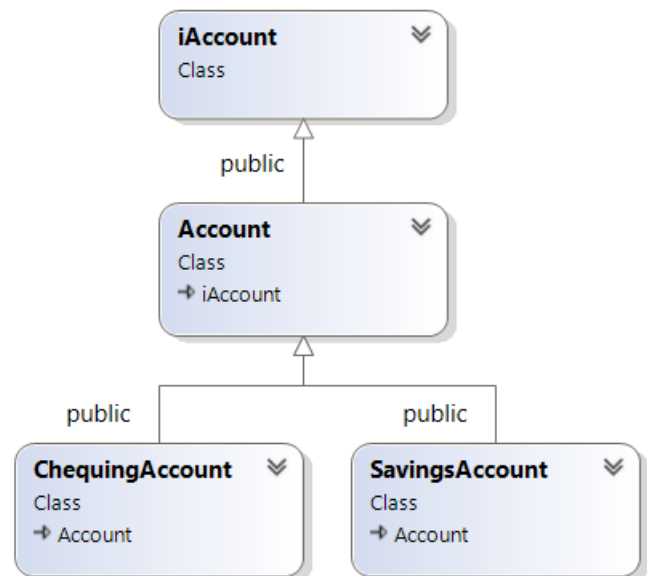 iAccount
Class
public
Account
Class
iAccount
public
public
ChequingAccount
Class
Account
SavingsAccount
Class
Account